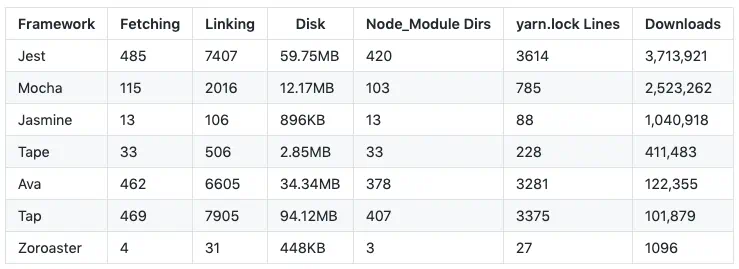 Framework Fetching Linking Disk Node_Module Dirs yarn.lock Lines Downloads
Jest 485 7407 59.75MB 420 3614 3,713,921
Mocha 115 2016 12.17MB 103 785 2,523,262
Jasmine 13 106 896KB 13 88 1,040,918
Tape 33 506 2.85MB 33 228 411,483
Ava 462 6605 34.34MB 378 3281 122,355
Tap 469 7905 94.12MB 407 3375 101,879
Zoroaster 4 31 448KB 3 27 1096